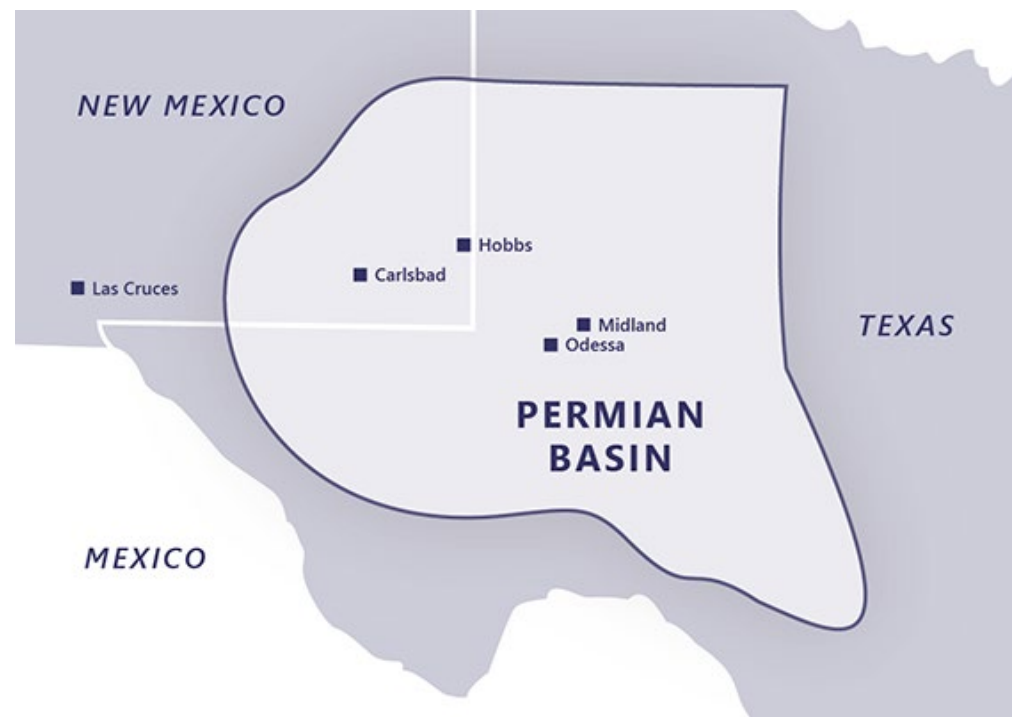 NEW MEXICO
Hobbs
Carlsbad
Las Cruces
Midland
TEXAS
Odessa
PERMIAN
BASIN
MEXICO